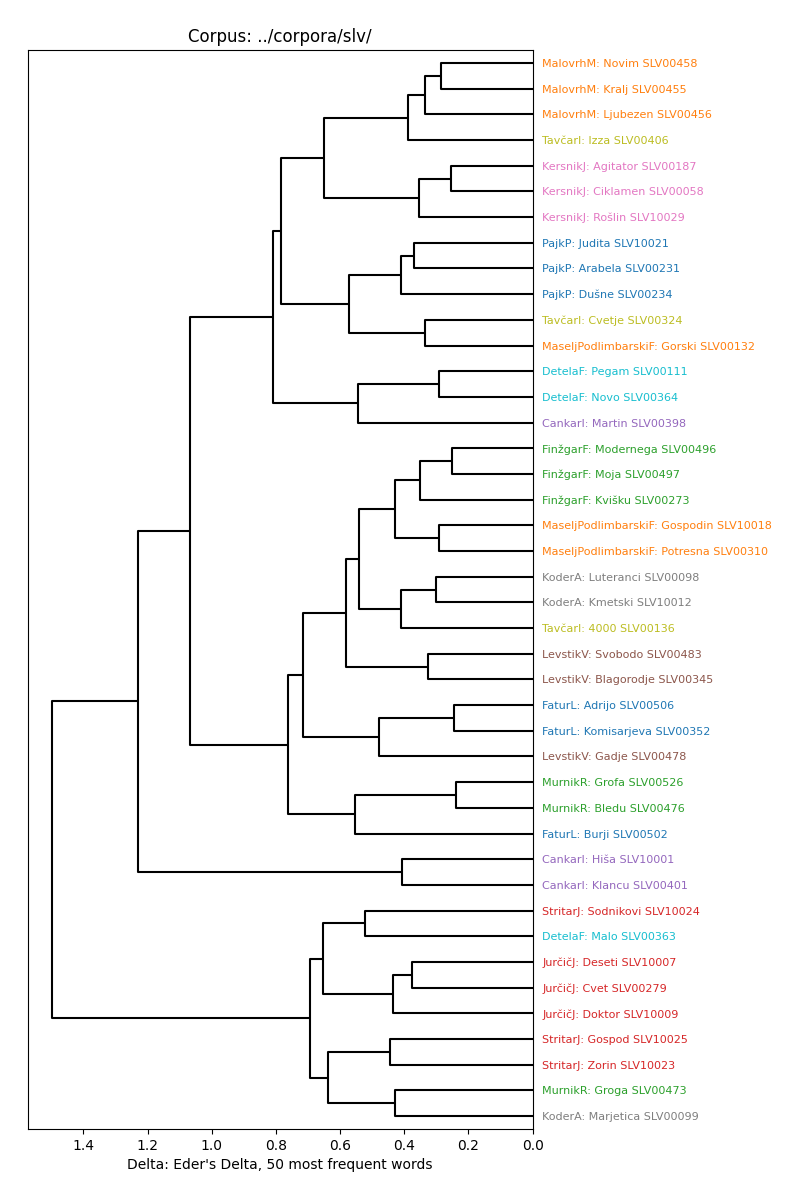 Corpus: ../corpora/slv/
MalovrhM: Novim SLV00458
MalovrhM: Kralj SLV00455
MalovrhM: Ljubezen SLV00456
TavčarI: Izza SLV00406
KersnikJ: Agitator SLV00187
KersnikJ: Ciklamen SLV00058
KersnikJ: Rošlin SLV10029
PajkP: Judita SLV10021
PajkP: Arabela SLV00231
PajkP: Dušne SLV00234
TavčarI: Cvetje SLV00324
MaseljPodlimbarskiF: Gorski SLV00132
DetelaF: Pegam SLV00111
DetelaF: Novo SLV00364
CankarI: Martin SLV00398
FinžgarF: Modernega SLV00496
FinžgarF: Moja SLV00497
FinžgarF: Kvišku SLV00273
MaseljPodlimbarskiF: Gospodin SLV10018
MaseljPodlimbarskiF: Potresna SLV00310
KoderA: Luteranci SLV00098
KoderA: Kmetski SLV10012
TavčarI: 4000 SLV00136
LevstikV: Svobodo SLV00483
LevstikV: Blagorodje SLV00345
FaturL: Adrijo SLV00506
FaturL: Komisarjeva SLV00352
LevstikV: Gadje SLV00478
MurnikR: Grofa SLV00526
MurnikR: Bledu SLV00476
FaturL: Burji SLV00502
CankarI: Hiša SLV10001
CankarI: Klancu SLV00401
StritarJ: Sodnikovi SLV10024
DetelaF: Malo SLV00363
JurčičJ: Deseti SLV10007
JurčičJ: Cvet SLV00279
JurčičJ: Doktor SLV10009
StritarJ: Gospod SLV10025
StritarJ: Zorin SLV10023
MurnikR: Groga SLV00473
KoderA: Marjetica SLV00099
1.4 1.2 1.0 0.8 0.6 0.4 0.2 0.0
Delta: Eder's Delta, 50 most frequent words